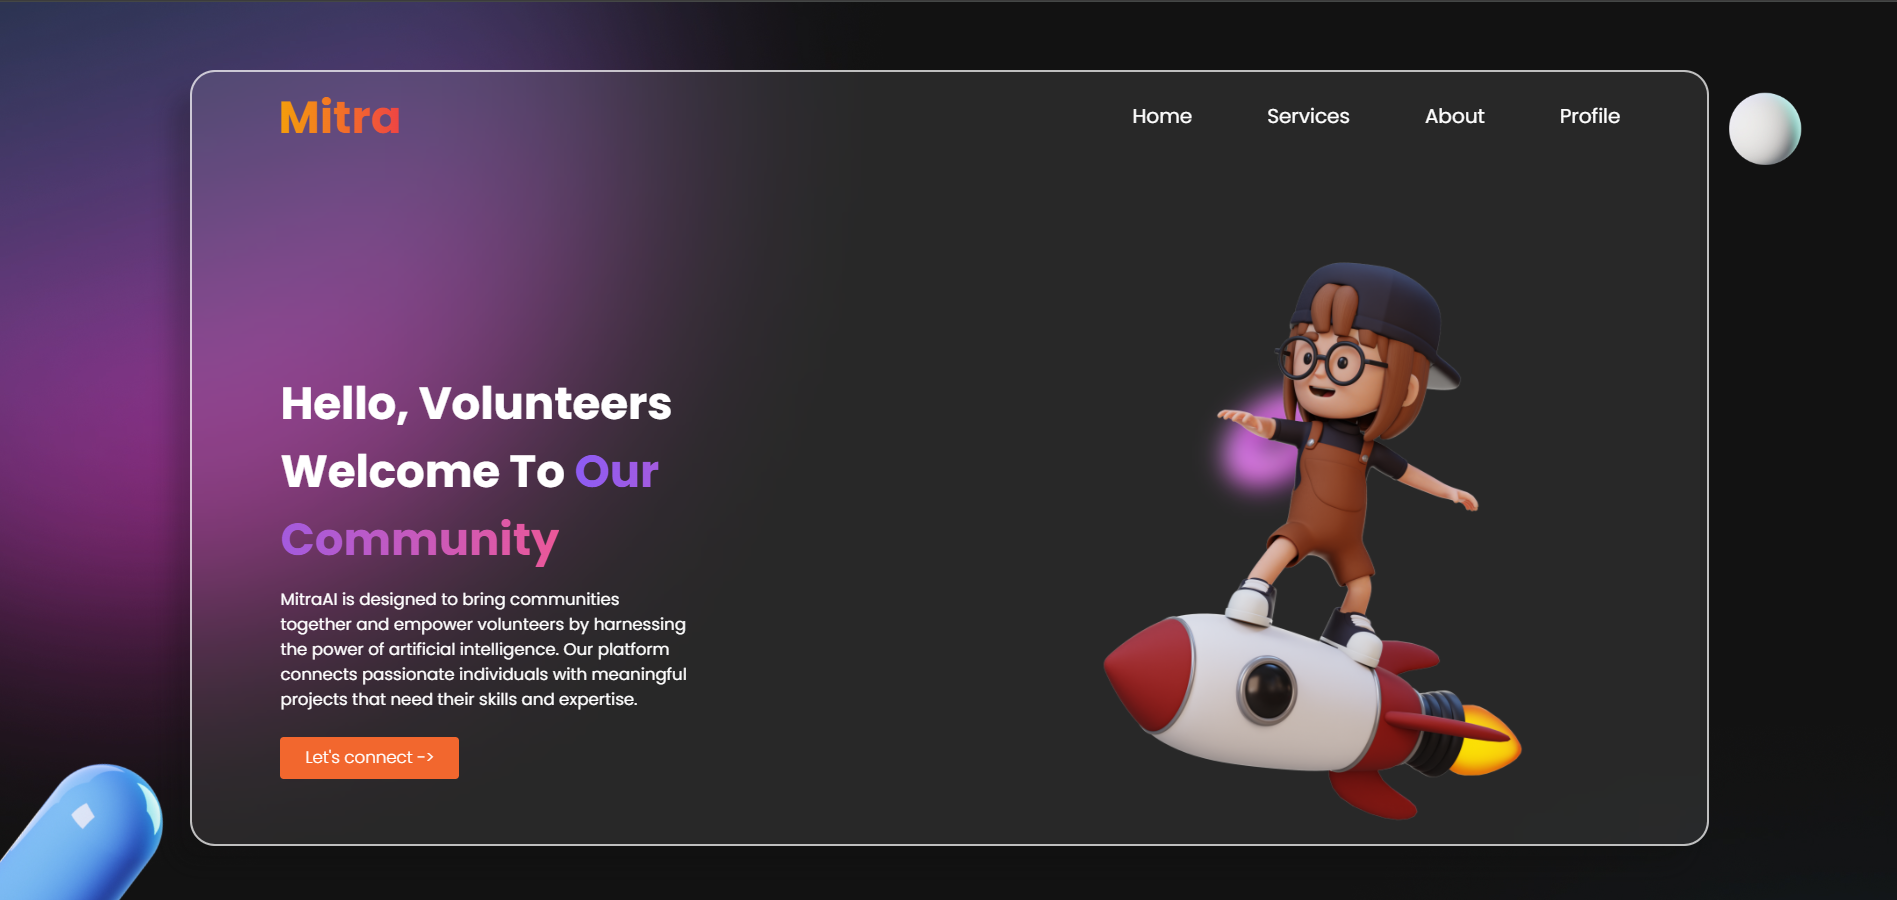 Mitra
Home Services About Profile
Hello, Volunteers
Welcome To Our
Community
MitraAI is designed to bring communities
together and empower volunteers by harnessing
the power of artificial intelligence. Our platform
connects passionate individuals with meaningful
projects that need their skills and expertise.
Let's connect ->